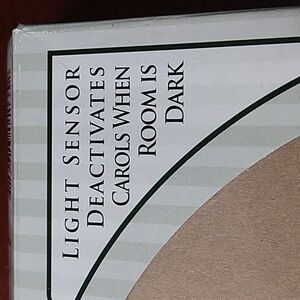 LIGHT SENSOR
DEACTIVATES
CAROLS WHEN
ROOM IS
DARK